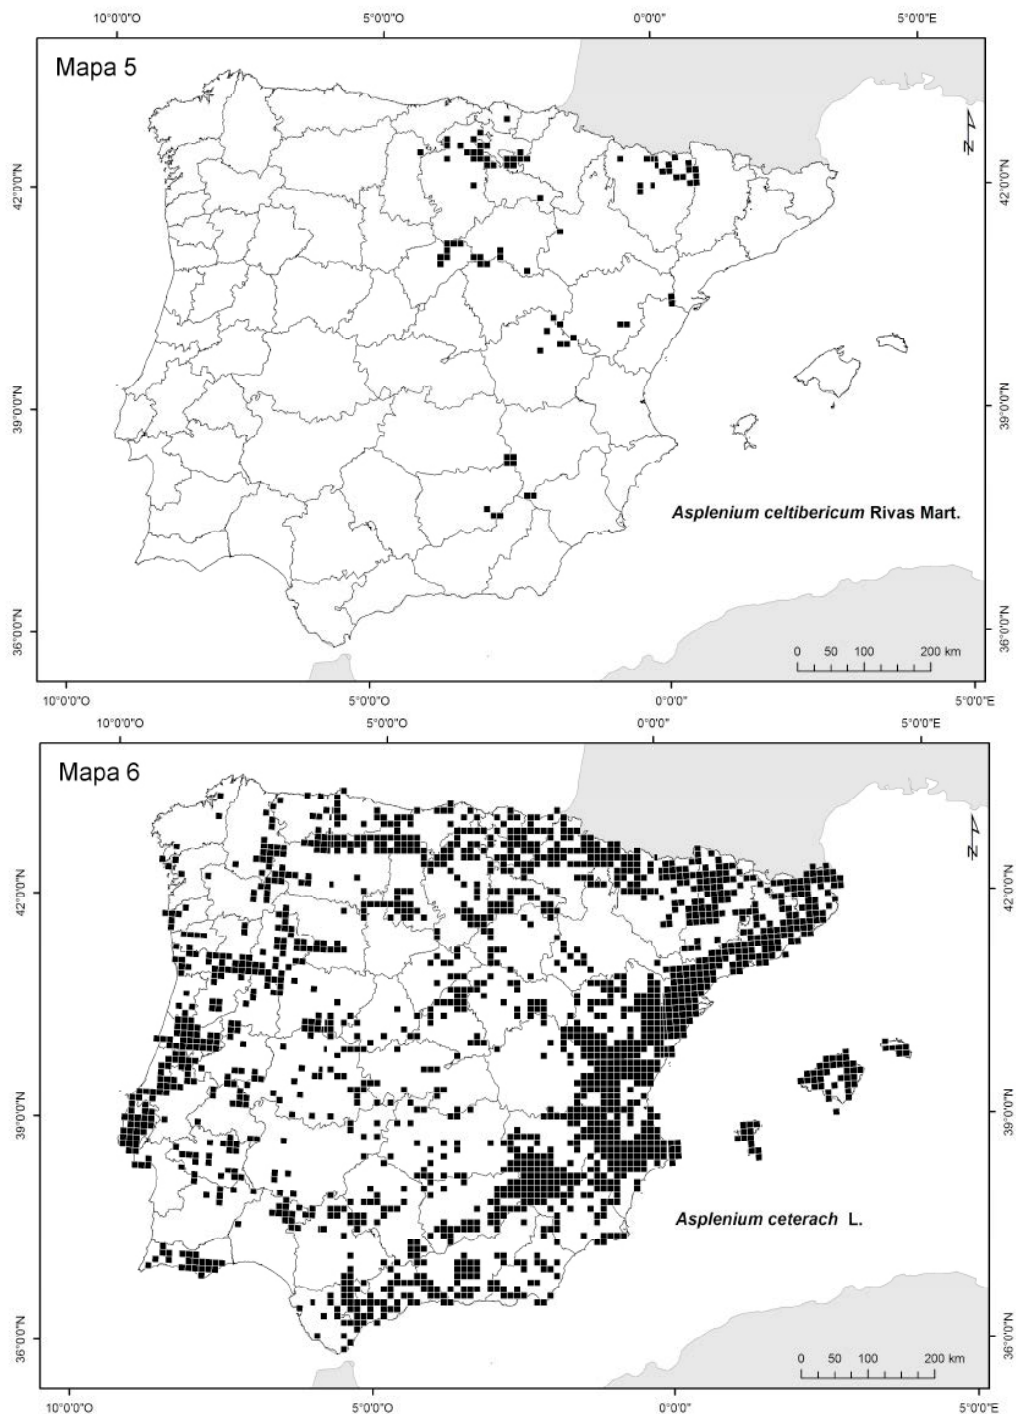 10°0'0"O 5°0'0"O 0°0'0" 5°0'0"E
Mapa 5
N
42°0'0"N 42°0'0"N
39°0'0"N 39°0'0"N
Asplenium celtibericum Rivas Mart.
36°0'0"N 36°0'0"N
0 50 100 200 km
10°0'0"O 5°0'0"O 0°0'0" 5°0'0"E
10°0'0"O 5°0'0"O 0°0'0" 5°0'0"E
Mapa 6
N
42°0'0"N 42°0'0"N
39°0'0"N 39°0'0"N
Asplenium ceterach L.
36°0'0"N 36°0'0"N
0 50 100 200 km
10°0'0"O 5°0'0"O 0°0'0" 5°0'0"E